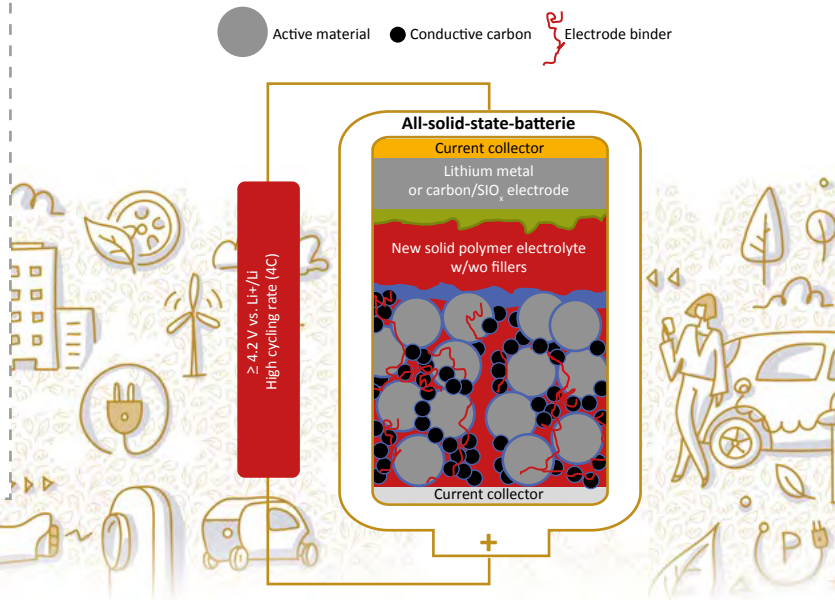 Active material
Conductive carbon
Electrode binder
All-solid-state-batterie
Current collector
Lithium metal
or carbon/SIOₓ electrode
New solid polymer electrolyte
w/wo fillers
≥ 4.2 V vs. Li+/Li
High cycling rate (4C)
Current collector
+
P